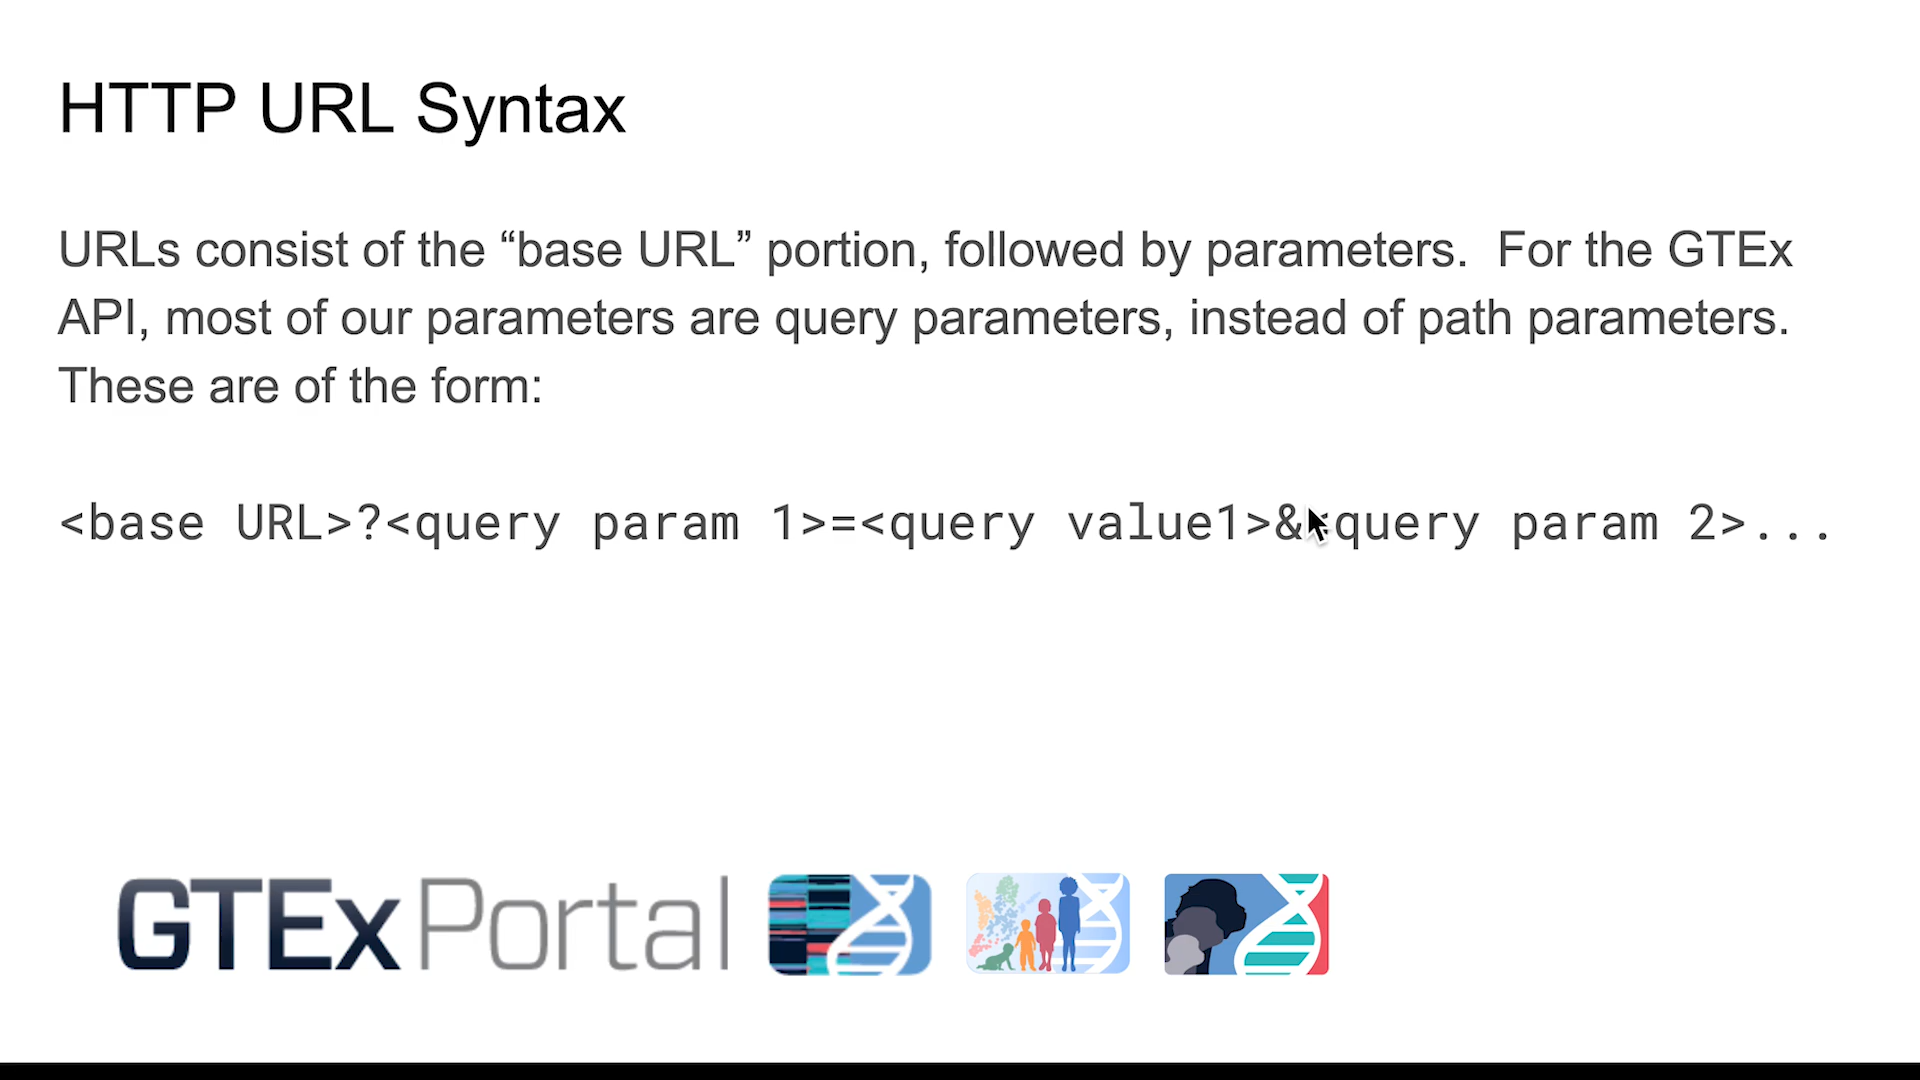 HTTP URL Syntax
URLs consist of the “base URL” portion, followed by parameters.  For the GTEx
API, most of our parameters are query parameters, instead of path parameters.
These are of the form:
<base URL>?<query param 1>=<query value1>&<query param 2>...
GTEx Portal